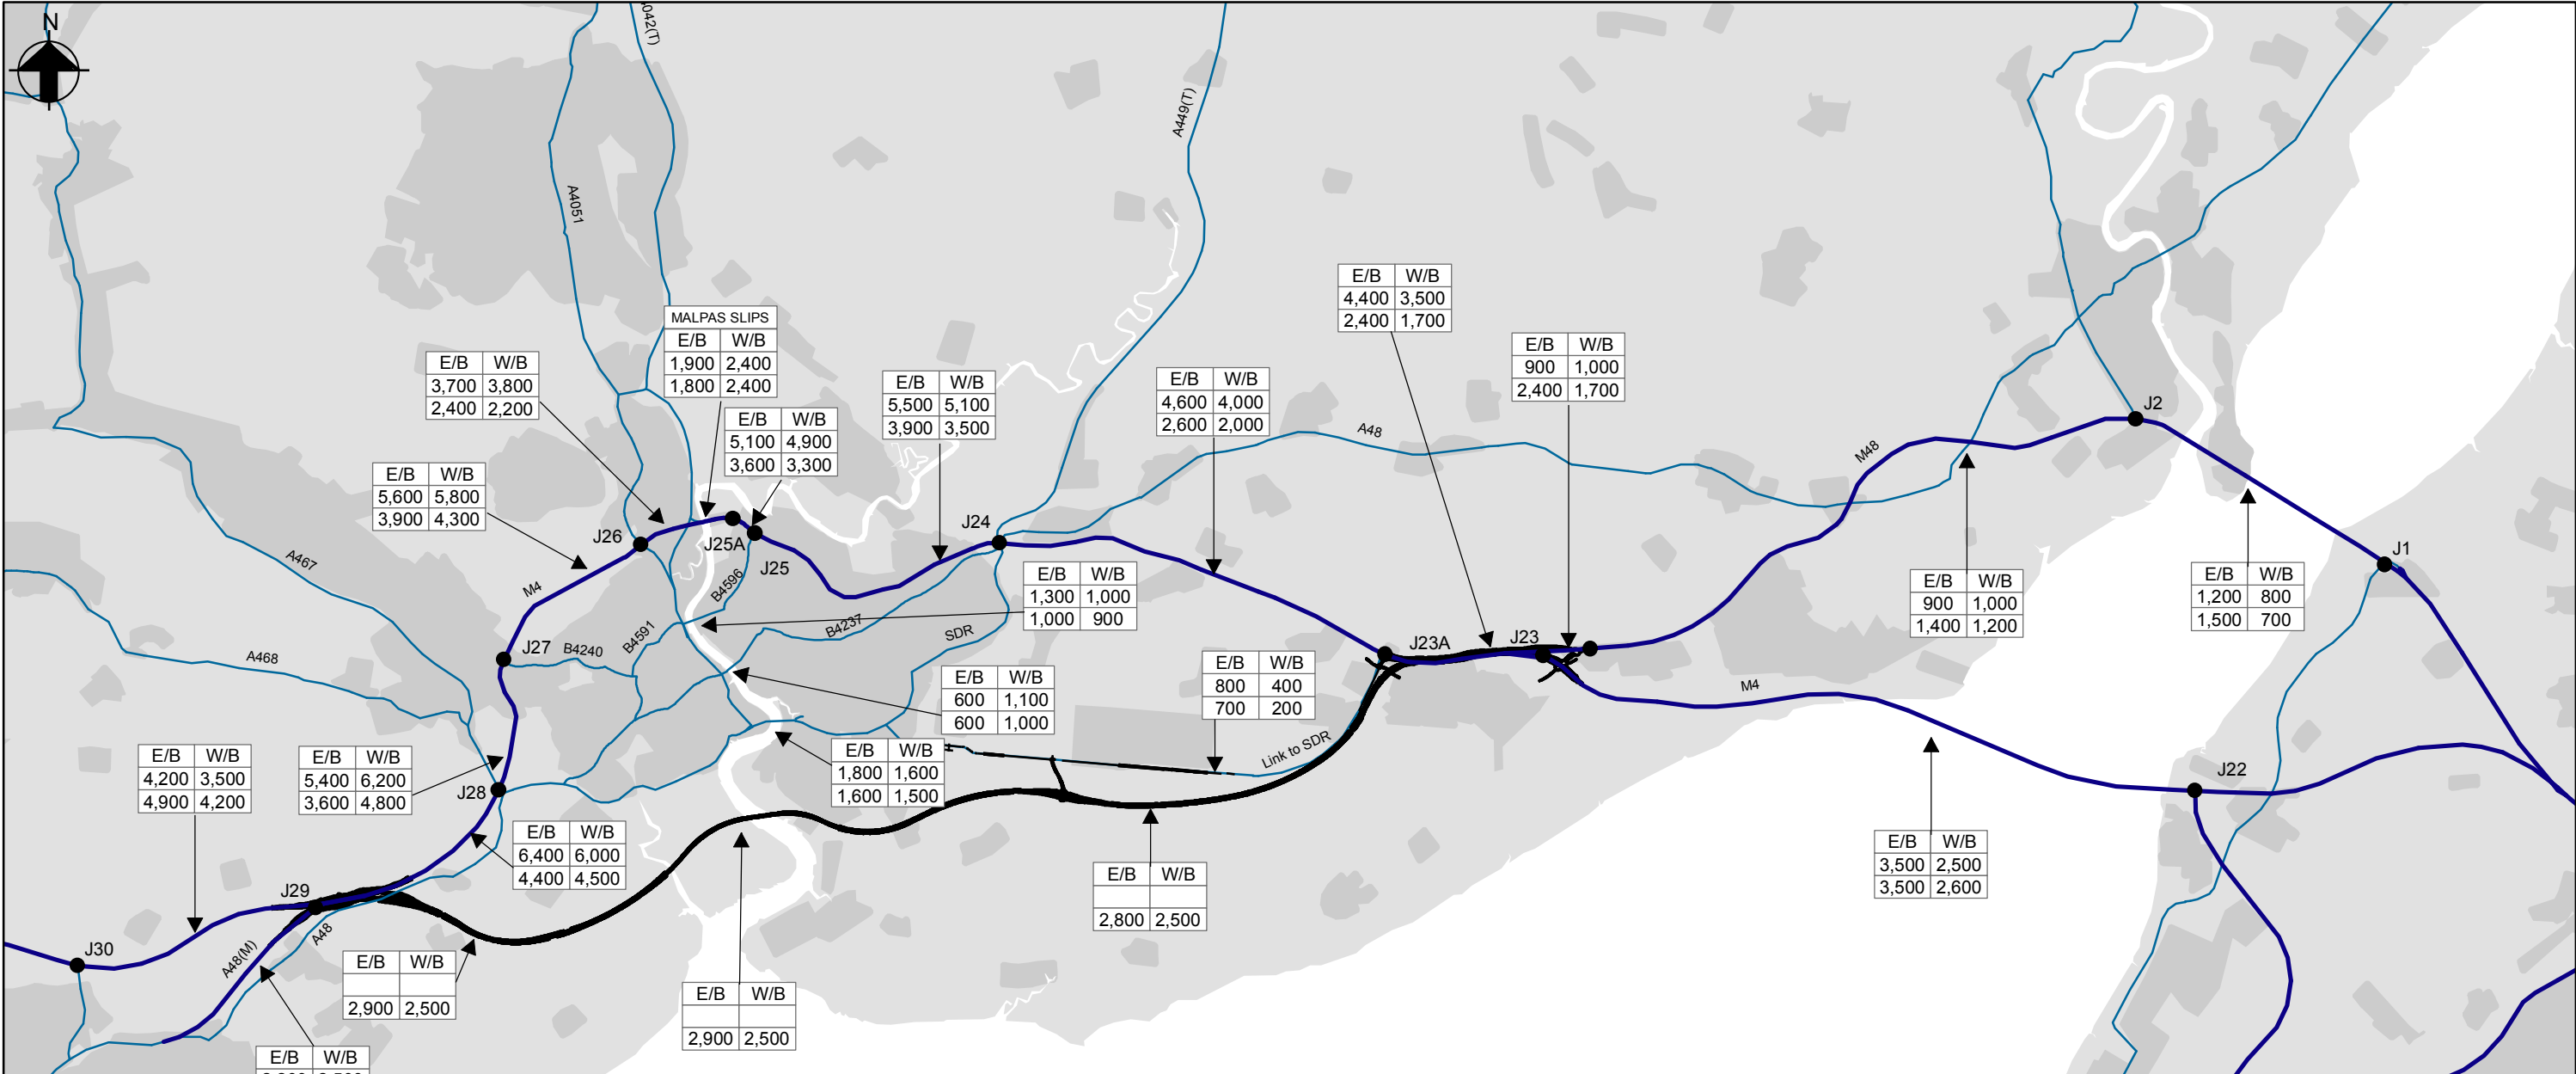 N
A042(T)
A449(T)
A4051
E/B W/B
4,400 3,500
2,400 1,700
MALPAS SLIPS
E/B W/B
1,900 2,400
1,800 2,400
E/B W/B
900 1,000
2,400 1,700
E/B W/B
3,700 3,800
2,400 2,200
E/B W/B
5,500 5,100
3,900 3,500
E/B W/B
4,600 4,000
2,600 2,000
J2
E/B W/B
5,100 4,900
3,600 3,300
A48
M48
E/B W/B
5,600 5,800
3,900 4,300
J26
J25A
J24
J25
J1
A467
M4
B4596
E/B W/B
1,300 1,000
1,000 900
E/B W/B
900 1,000
1,400 1,200
E/B W/B
1,200 800
1,500 700
B4237
SDR
B4591
J27
B4240
J23A
J23
A468
E/B W/B
600 1,100
600 1,000
E/B W/B
800 400
700 200
M4
Link to SDR
E/B W/B
4,200 3,500
4,900 4,200
E/B W/B
5,400 6,200
3,600 4,800
E/B W/B
1,800 1,600
1,600 1,500
J28
J22
E/B W/B
6,400 6,000
4,400 4,500
E/B W/B
3,500 2,500
3,500 2,600
E/B W/B
2,800 2,500
J29
J30
A48(M)
A48
E/B W/B
2,900 2,500
E/B W/B
2,900 2,500
E/B W/B